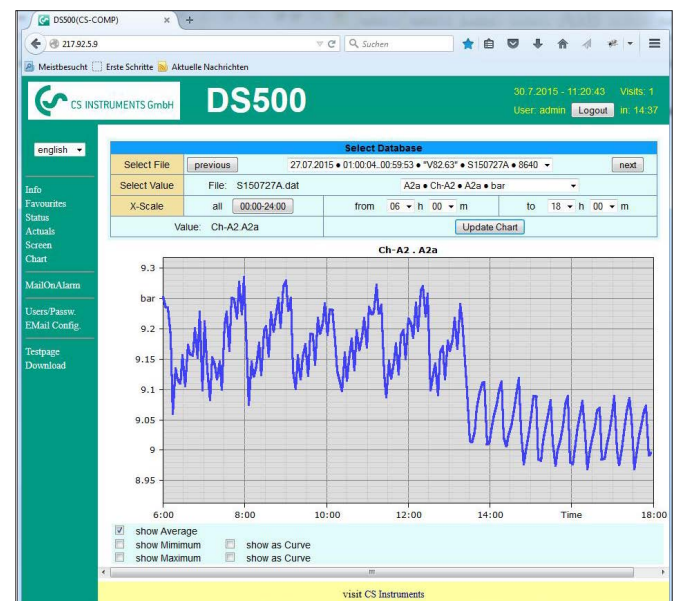 DS500(CS-COMP) × +
217.92.5.9 Suchen
Meistbesucht Erste Schritte Aktuelle Nachrichten
CS INSTRUMENTS GmbH
DS500
30.7.2015 - 11:20:43 Visits: 1
User: admin Logout in: 14:37
english
Info
Favourites
Status
Actuals
Screen
Chart
MailOnAlarm
Users/Passw.
EMail Config.
Testpage
Download
Select Database
Select File previous 27.07.2015 ● 01:00:04..00:59:53 ● "V82.63" ● S150727A ● 8640 next
Select Value File: S150727A.dat A2a ● Ch-A2 ● A2a ● bar
X-Scale all 00:00-24:00 from 06 h 00 m to 18 h 00 m
Value: Ch-A2.A2a Update Chart
Ch-A2 . A2a
9.3
bar
9.2
9.15
9.1
9.05
9
8.95
6:00 8:00 10:00 12:00 14:00 Time 18:00
show Average
show Mimimum show as Curve
show Maximum show as Curve
visit CS Instruments